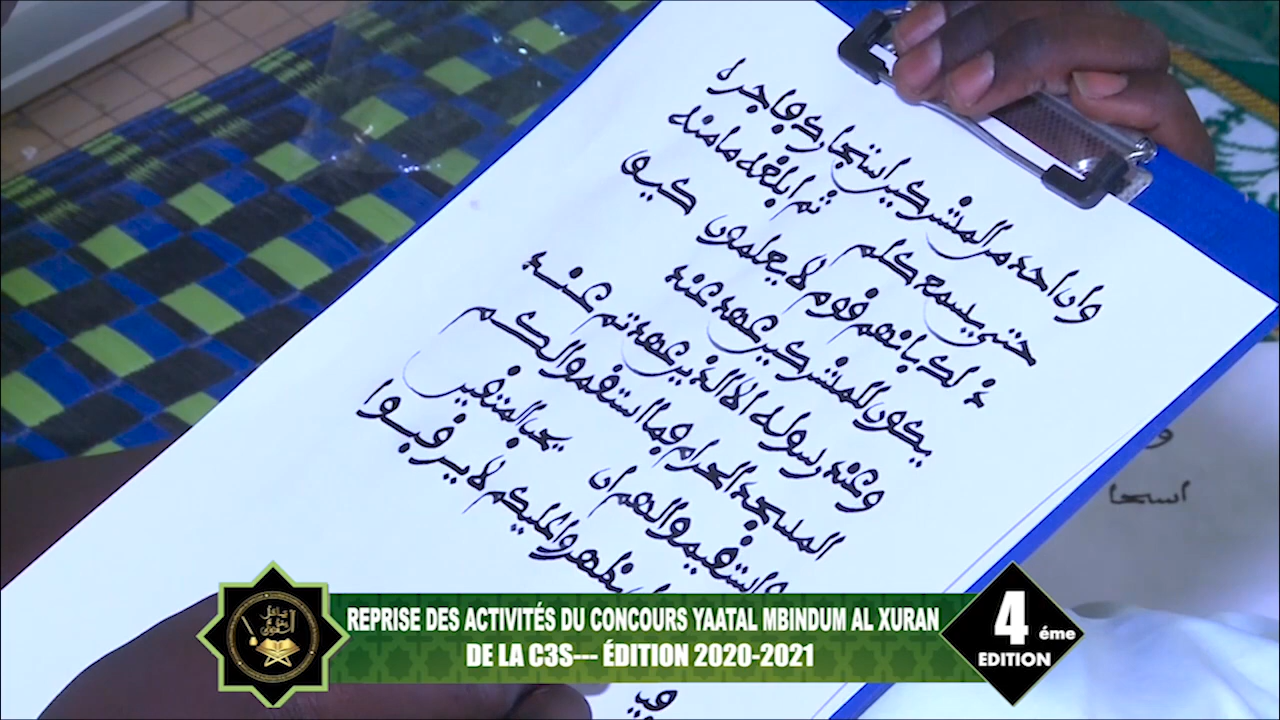 وان احد من المشركين استجارك فاجره
حتى يسمع كلم ثم ابلغه مامنه
ذلك بانهم قوم لا يعلمون كيف
يكون للمشركين عهد عند
وعند رسوله الا الذين عهدتم عند
المسجد الحرام فما استقموا لكم
فاستقيموا لهم ان يحب المتقين
يظهروا عليكم لا يرقبوا
في
REPRISE DES ACTIVITÉS DU CONCOURS YAATAL MBINDUM AL XURAN
DE LA C3S--- ÉDITION 2020-2021
4 éme
EDITION